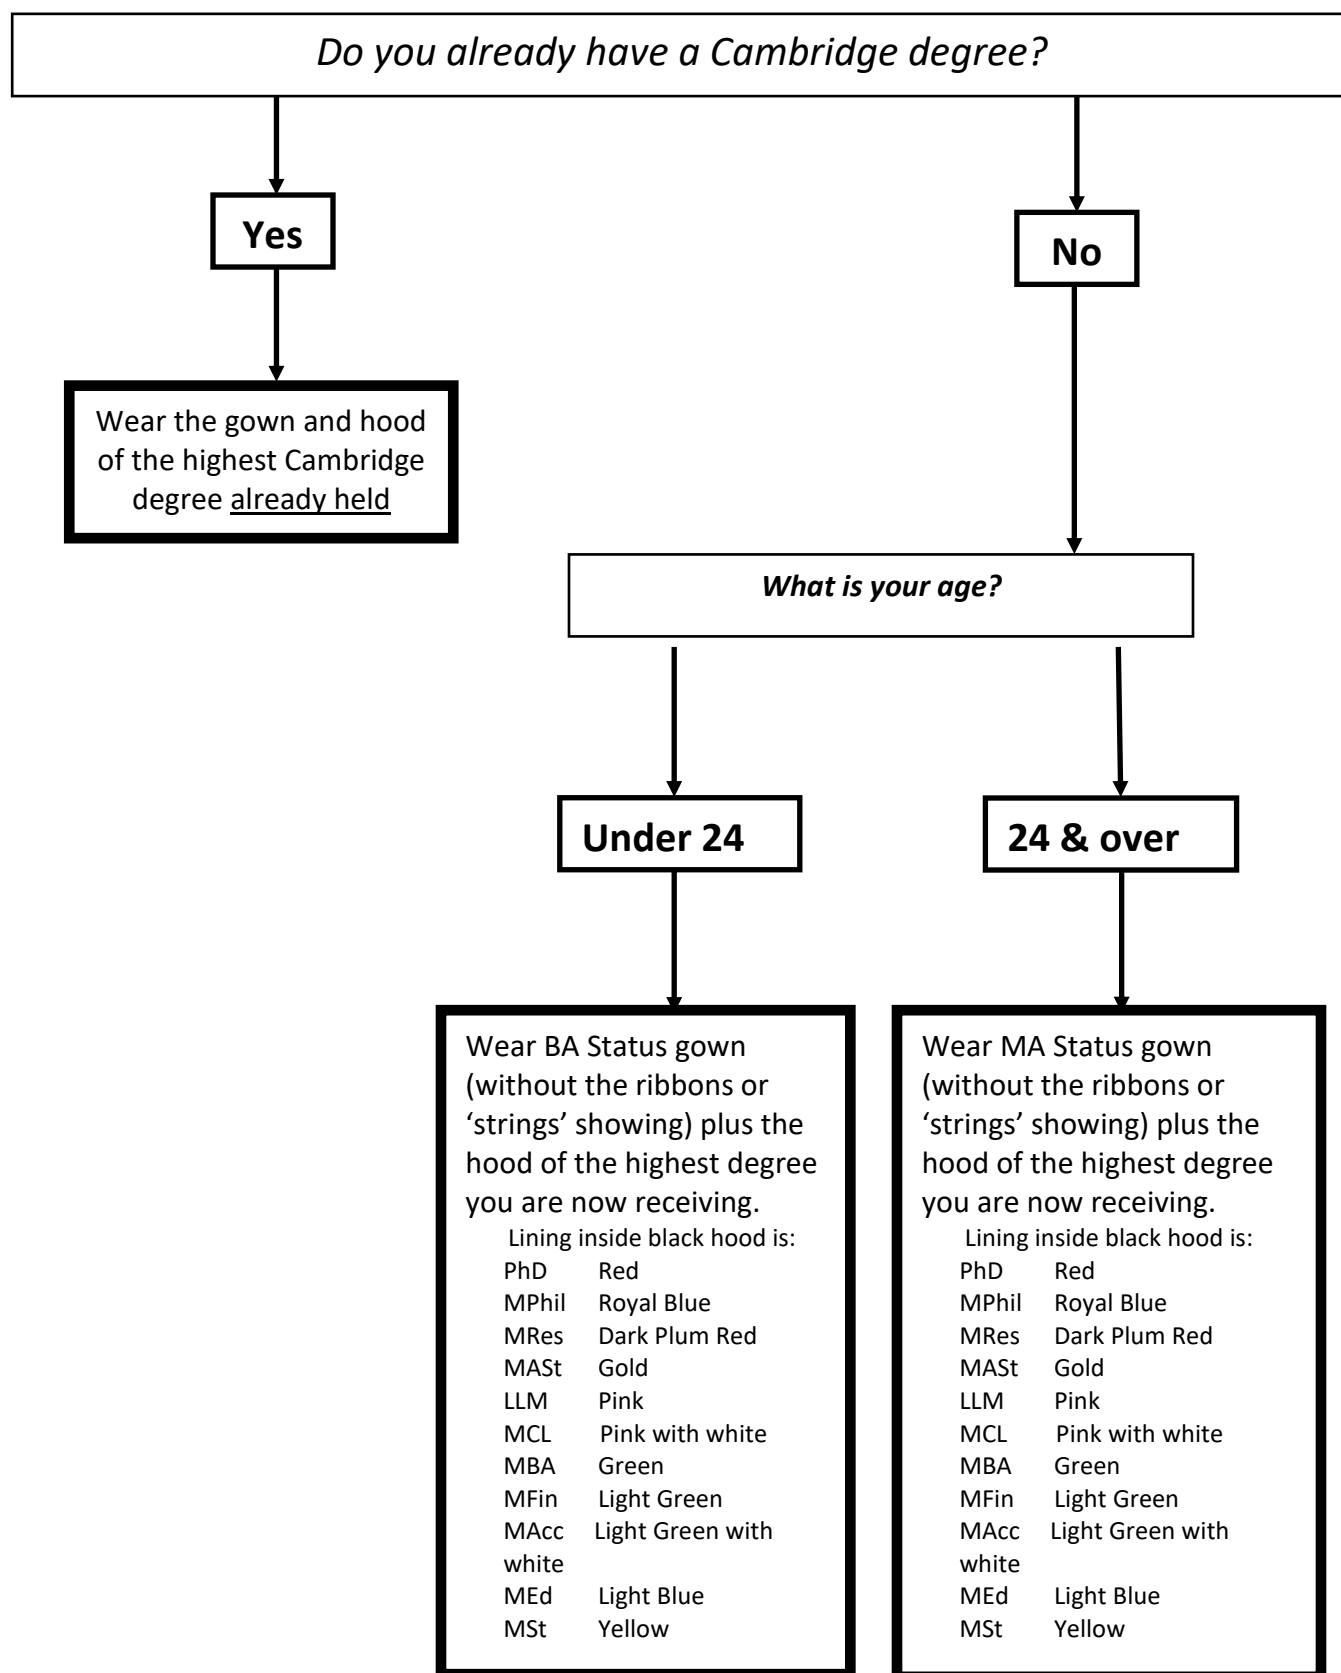 Do you already have a Cambridge degree?
Yes
No
Wear the gown and hood
of the highest Cambridge
degree already held
What is your age?
Under 24
24 & over
Wear BA Status gown
(without the ribbons or
‘strings’ showing) plus the
hood of the highest degree
you are now receiving.
Lining inside black hood is:
PhD Red
MPhil Royal Blue
MRes Dark Plum Red
MASt Gold
LLM Pink
MCL Pink with white
MBA Green
MFin Light Green
MAcc Light Green with
white
MEd Light Blue
MSt Yellow
Wear MA Status gown
(without the ribbons or
‘strings’ showing) plus the
hood of the highest degree
you are now receiving.
Lining inside black hood is:
PhD Red
MPhil Royal Blue
MRes Dark Plum Red
MASt Gold
LLM Pink
MCL Pink with white
MBA Green
MFin Light Green
MAcc Light Green with
white
MEd Light Blue
MSt Yellow